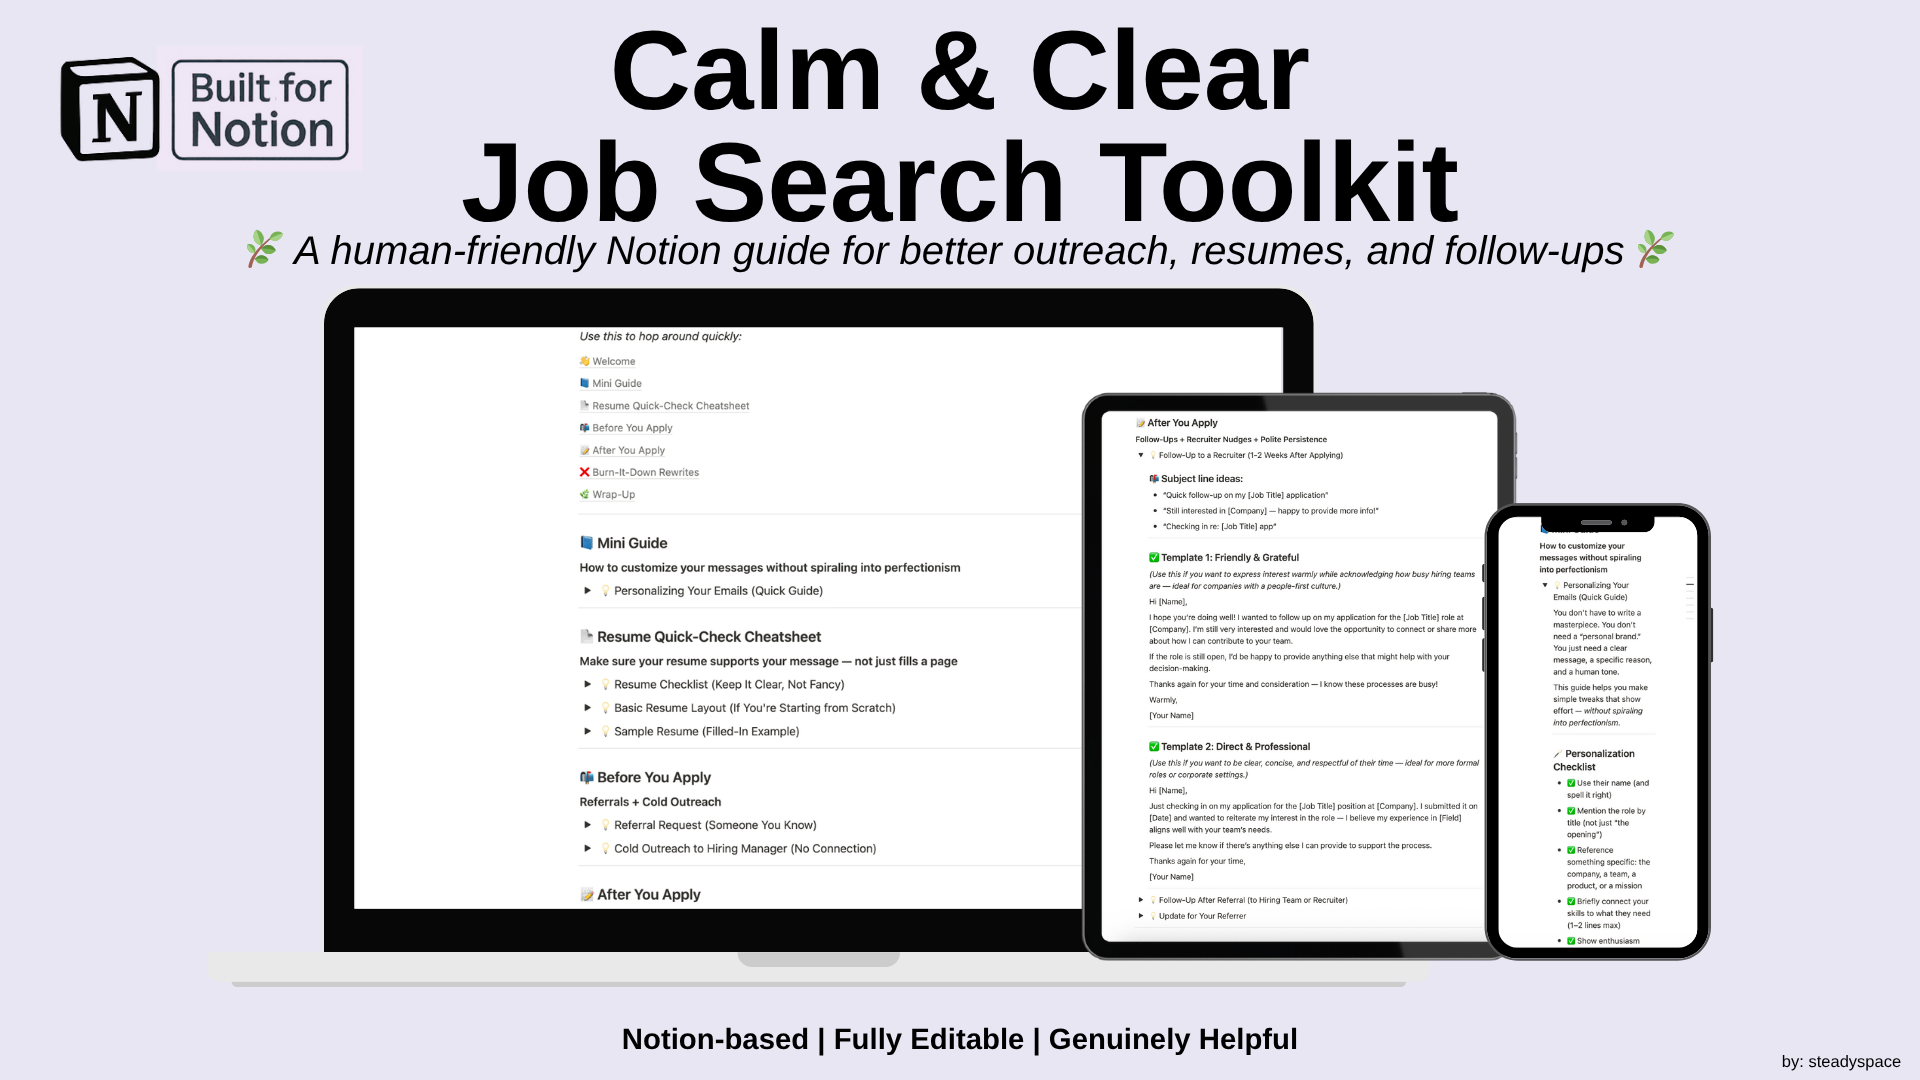 N
Built for
Notion
Calm & Clear
Job Search Toolkit
🌿 A human-friendly Notion guide for better outreach, resumes, and follow-ups 🌿
Use this to hop around quickly:
👋 Welcome
📘 Mini Guide
📄 Resume Quick-Check Cheatsheet
📬 Before You Apply
📝 After You Apply
❌ Burn-It-Down Rewrites
🌿 Wrap-Up
📘 Mini Guide
How to customize your messages without spiraling into perfectionism
▶ 💡 Personalizing Your Emails (Quick Guide)
📄 Resume Quick-Check Cheatsheet
Make sure your resume supports your message — not just fills a page
▶ 💡 Resume Checklist (Keep It Clear, Not Fancy)
▶ 💡 Basic Resume Layout (If You're Starting from Scratch)
▶ 💡 Sample Resume (Filled-In Example)
📬 Before You Apply
Referrals + Cold Outreach
▶ 💡 Referral Request (Someone You Know)
▶ 💡 Cold Outreach to Hiring Manager (No Connection)
📝 After You Apply
📝 After You Apply
Follow-Ups + Recruiter Nudges + Polite Persistence
▼ 💡 Follow-Up to a Recruiter (1-2 Weeks After Applying)
📬 Subject line ideas:
• "Quick follow-up on my [Job Title] application"
• "Still interested in [Company] — happy to provide more info!"
• "Checking in re: [Job Title] app"
✅ Template 1: Friendly & Grateful
(Use this if you want to express interest warmly while acknowledging how busy hiring teams
are — ideal for companies with a people-first culture.)
Hi [Name],
I hope you're doing well! I wanted to follow up on my application for the [Job Title] role at
[Company]. I'm still very interested and would love the opportunity to connect or share more
about how I can contribute to your team.
If the role is still open, I'd be happy to provide anything else that might help with your
decision-making.
Thanks again for your time and consideration — I know these processes are busy!
Warmly,
[Your Name]
✅ Template 2: Direct & Professional
(Use this if you want to be clear, concise, and respectful of their time — ideal for more formal
roles or corporate settings.)
Hi [Name],
Just checking in on my application for the [Job Title] position at [Company]. I submitted it on
[Date] and wanted to reiterate my interest in the role — I believe my experience in [Field]
aligns well with your team's needs.
Please let me know if there's anything else I can provide to support the process.
Thanks again for your time,
[Your Name]
▶ 💡 Follow-Up After Referral (to Hiring Team or Recruiter)
▶ 💡 Update for Your Referrer
How to customize your
messages without spiraling
into perfectionism
▼ 💡 Personalizing Your
Emails (Quick Guide)
You don't have to write a
masterpiece. You don't
need a "personal brand."
You just need a clear
message, a specific reason,
and a human tone.
This guide helps you make
simple tweaks that show
effort — without spiraling
into perfectionism.
🪄 Personalization
Checklist
• ✅ Use their name (and
spell it right)
• ✅ Mention the role by
title (not just "the
opening")
• ✅ Reference
something specific: the
company, a team, a
product, or a mission
• ✅ Briefly connect your
skills to what they need
(1–2 lines max)
• ✅ Show enthusiasm
Notion-based | Fully Editable | Genuinely Helpful
by: steadyspace